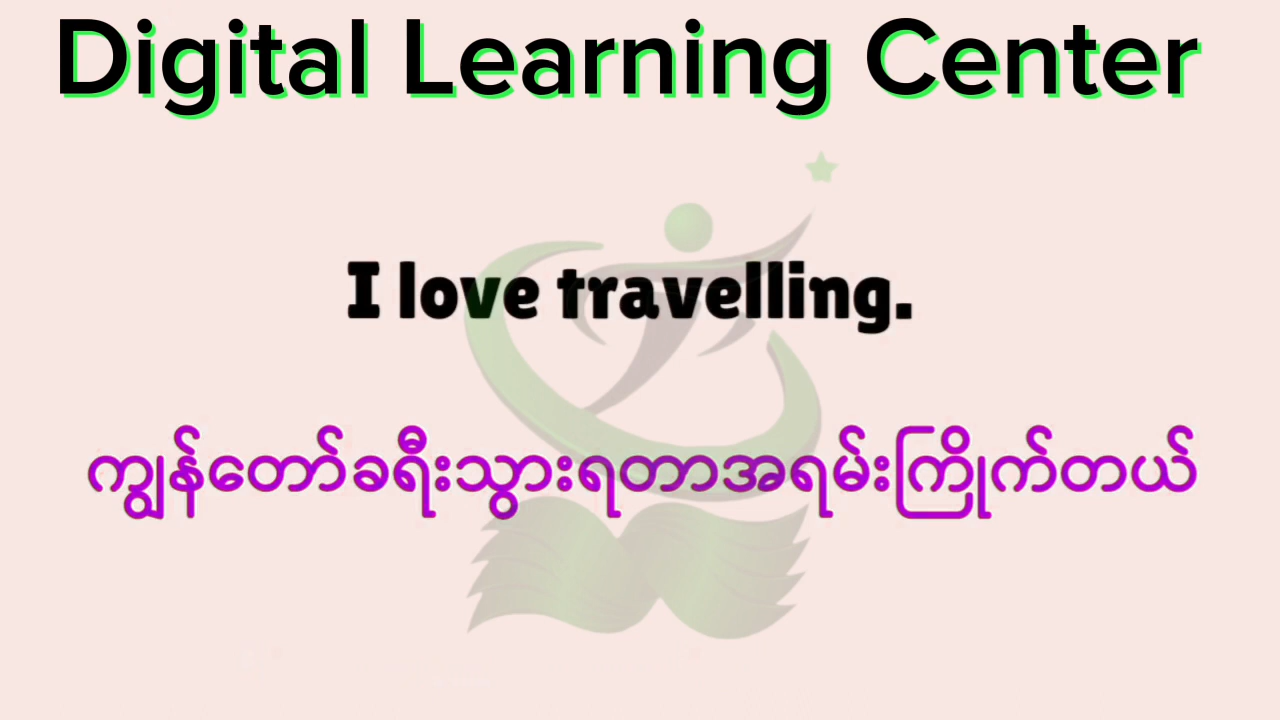 Digital Learning Center
I love travelling.
ကျွန်တော်ခရီးသွားရတာအရမ်းကြိုက်တယ်